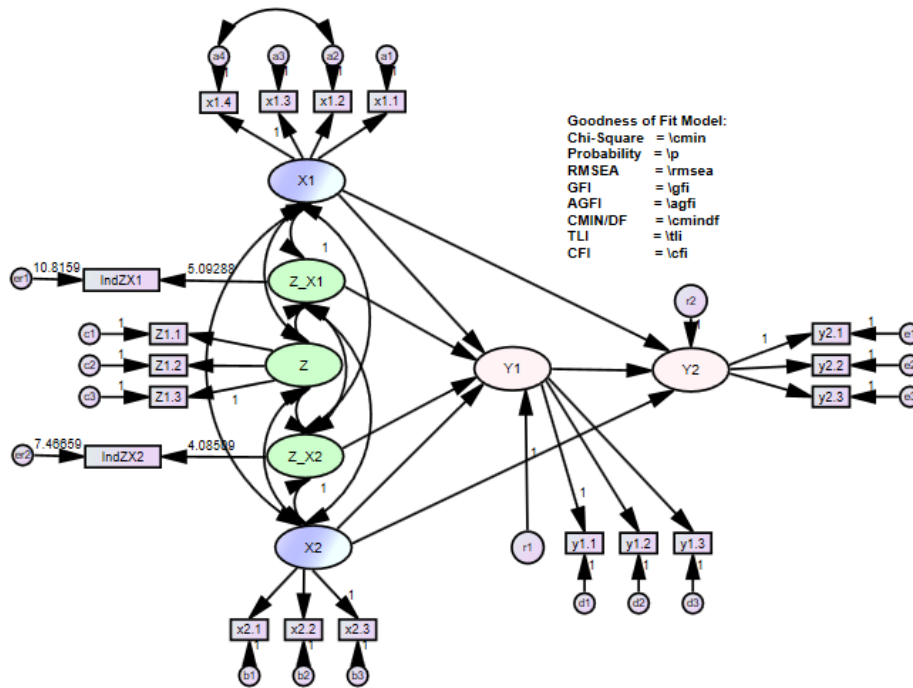 a4 a3 a2 a1
1 1 1 1
x1.4 x1.3 x1.2 x1.1
1
Goodness of Fit Model:
Chi-Square = \cmin
Probability = \p
RMSEA = \rmsea
GFI = \gfi
AGFI = \agfi
CMIN/DF = \cmindf
TLI = \tli
CFI = \cfi
X1
1
er1 10.8159 IndZX1 5.09288 Z_X1
r2
1
c1 1 Z1.1
c2 1 Z1.2 Z
c3 1 Z1.3
1
Y1 Y2
1 y2.1 1 e1
y2.2 1 e2
y2.3 1 e3
er2 7.46659 IndZX2 4.08509 Z_X2
1
1
X2
r1
1
y1.1 y1.2 y1.3
1 1 1
d1 d2 d3
1
x2.1 x2.2 x2.3
1 1 1
b1 b2 b3